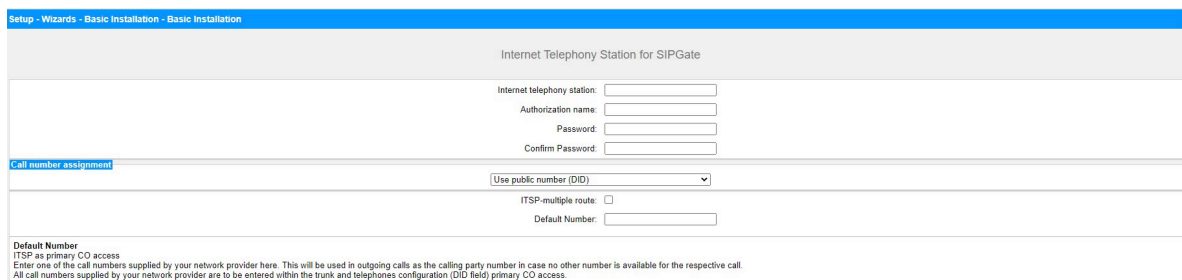 Setup - Wizards - Basic Installation - Basic Installation
Internet Telephony Station for SIPGate
Internet telephony station:
Authorization name:
Password:
Confirm Password:
Call number assignment
Use public number (DID)
ITSP-multiple route:
Default Number:
Default Number
ITSP as primary CO access
Enter one of the call numbers supplied by your network provider here. This will be used in outgoing calls as the calling party number in case no other number is available for the respective call.
All call numbers supplied by your network provider are to be entered within the trunk and telephones configuration (DID field) primary CO access.